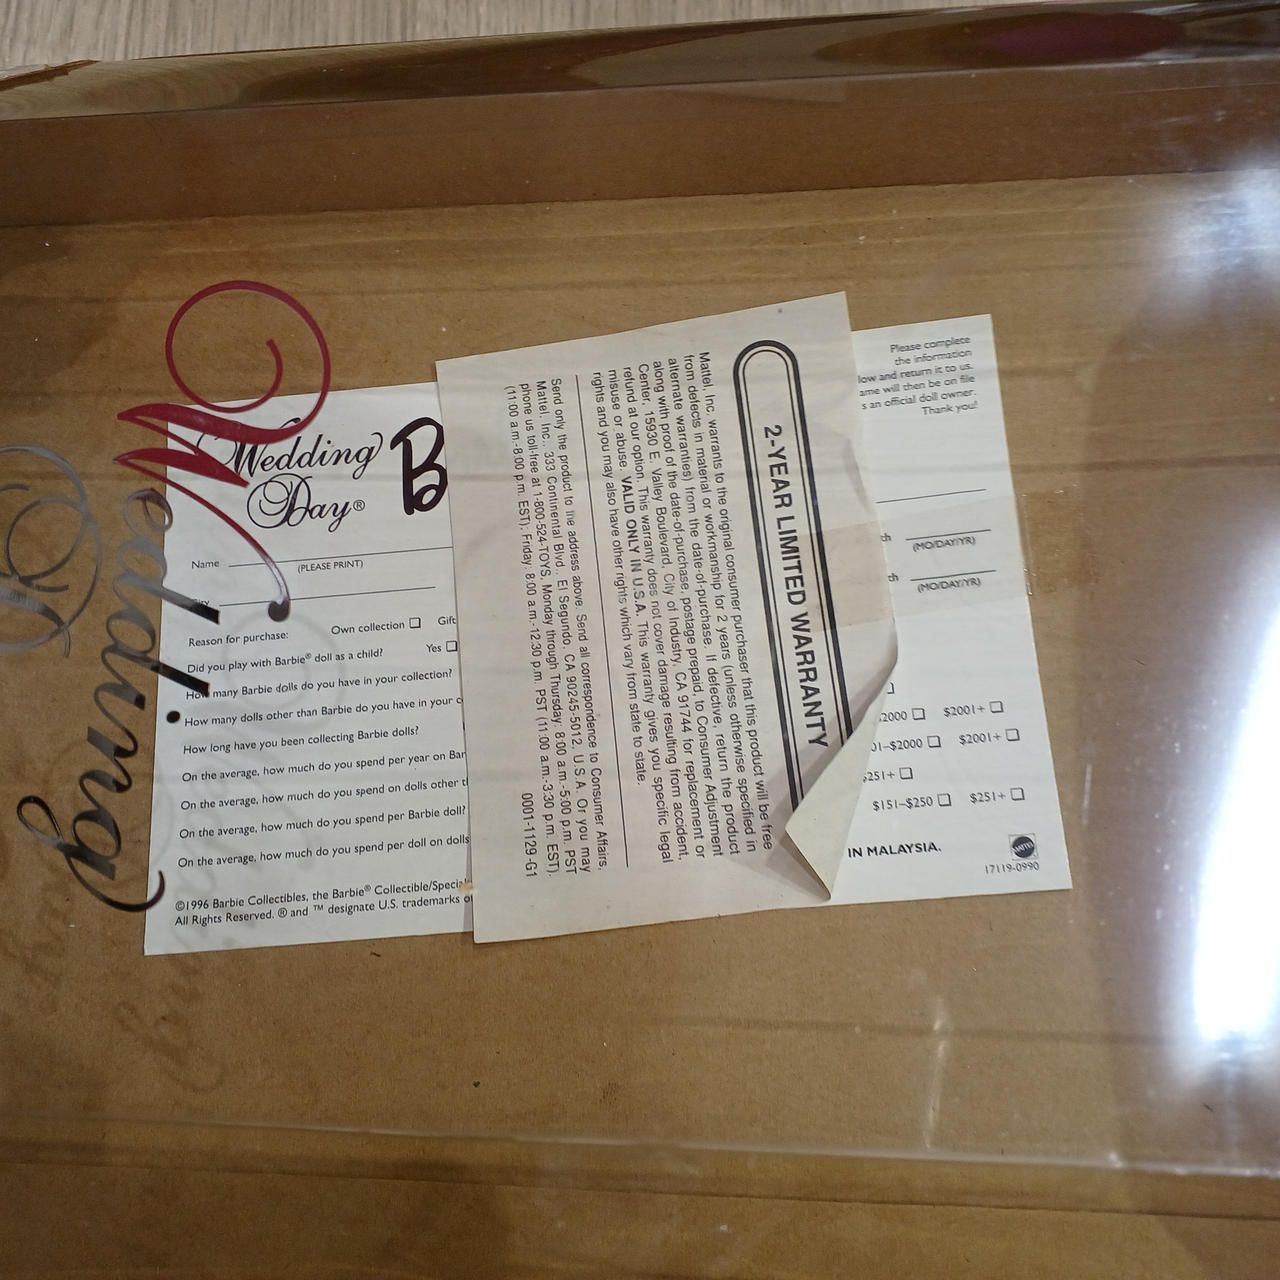 Wedding
Wedding
Day®
B
Name
(PLEASE PRINT)
Reason for purchase: Own collection ☐ Gift
Did you play with Barbie® doll as a child? Yes ☐
How many Barbie dolls do you have in your collection?
How many dolls other than Barbie do you have in your c
How long have you been collecting Barbie dolls?
On the average, how much do you spend per year on Bar
On the average, how much do you spend on dolls other t
On the average, how much do you spend per Barbie doll?
On the average, how much do you spend per doll on dolls
©1996 Barbie Collectibles, the Barbie® Collectible/Special
All Rights Reserved. ® and ™ designate U.S. trademarks o
2-YEAR LIMITED WARRANTY
Mattel, Inc. warrants to the original consumer purchaser that this product will be free
from defects in material or workmanship for 2 years (unless otherwise specified in
alternate warranties) from the date-of-purchase. If defective, return the product
along with proof of the date-of-purchase, postage prepaid, to Consumer Adjustment
Center, 15930 E. Valley Boulevard, City of Industry, CA 91744 for replacement or
refund at our option. This warranty does not cover damage resulting from accident,
misuse or abuse. VALID ONLY IN U.S.A. This warranty gives you specific legal
rights and you may also have other rights which vary from state to state.
Send only the product to the address above. Send all correspondence to Consumer Affairs,
Mattel, Inc., 333 Continental Blvd., El Segundo, CA 90245-5012, U.S.A. Or you may
phone us toll-free at 1-800-524-TOYS, Monday through Thursday: 8:00 a.m.-5:00 p.m. PST
(11:00 a.m.-8:00 p.m. EST); Friday: 8:00 a.m.-12:30 p.m. PST (11:00 a.m.-3:30 p.m. EST).
0001-1129-G1
Please complete
the information
low and return it to us.
ame will then be on file
s an official doll owner.
Thank you!
(MO/DAY/YR)
(MO/DAY/YR)
2000 ☐ $2001+ ☐
01–$2000 ☐ $2001+ ☐
$251+ ☐
$151–$250 ☐ $251+ ☐
IN MALAYSIA.
MATTEL
17119-0990